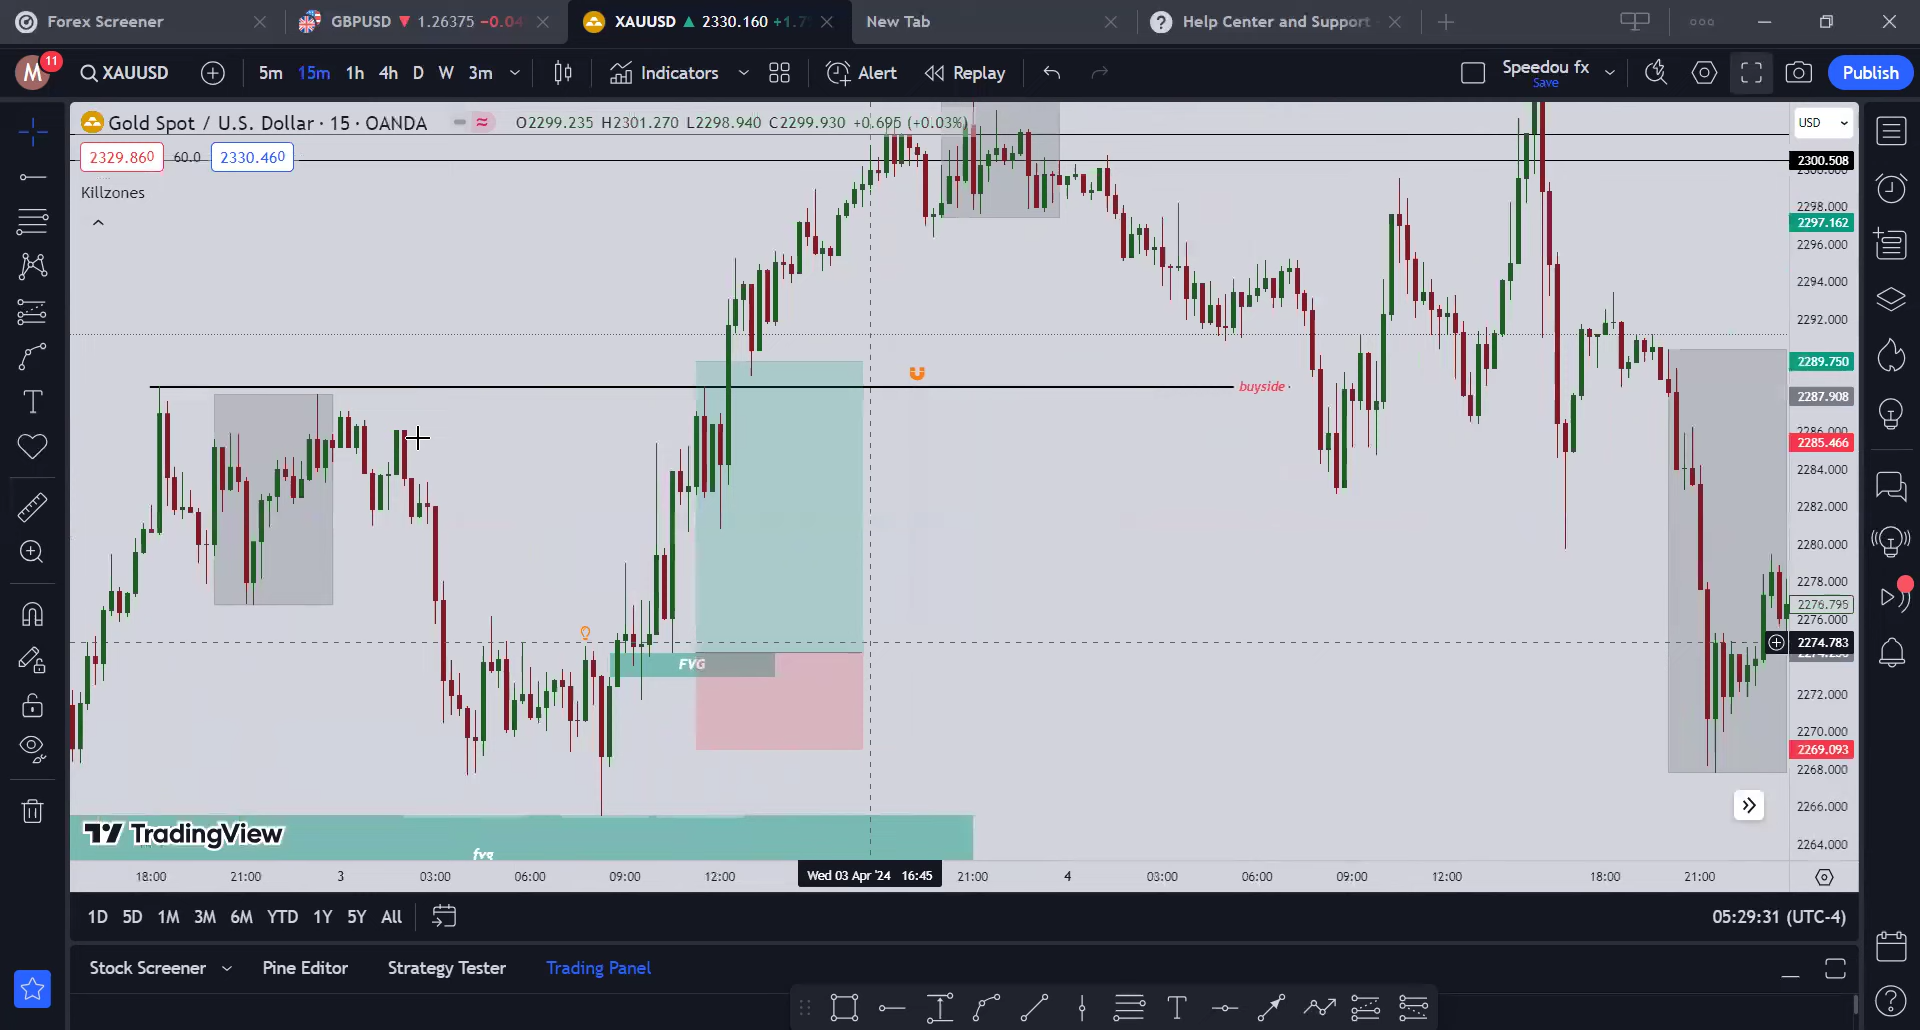 Forex Screener
GBPUSD ▼ 1.26375 −0.04
XAUUSD ▲ 2330.160 +1.7
New Tab
Help Center and Support
M 11
XAUUSD
5m 15m 1h 4h D W 3m
Indicators
Alert
Replay
Speedou fx
Save
Publish
Gold Spot / U.S. Dollar · 15 · OANDA
O2299.235 H2301.270 L2298.940 C2299.930 +0.695 (+0.03%)
USD
2329.860 60.0 2330.460
Killzones
2300.508
2298.000
2297.162
2296.000
2294.000
2292.000
2289.750
buyside
2287.908
2285.466
2284.000
2282.000
2280.000
2278.000
2276.795
2276.000
2274.783
FVG
2272.000
2270.000
2269.093
2268.000
2266.000
TradingView
2264.000
fvg
18:00 21:00 3 03:00 06:00 09:00 12:00 Wed 03 Apr '24 16:45 21:00 4 03:00 06:00 09:00 12:00 18:00 21:00
1D 5D 1M 3M 6M YTD 1Y 5Y All
05:29:31 (UTC-4)
Stock Screener Pine Editor Strategy Tester Trading Panel